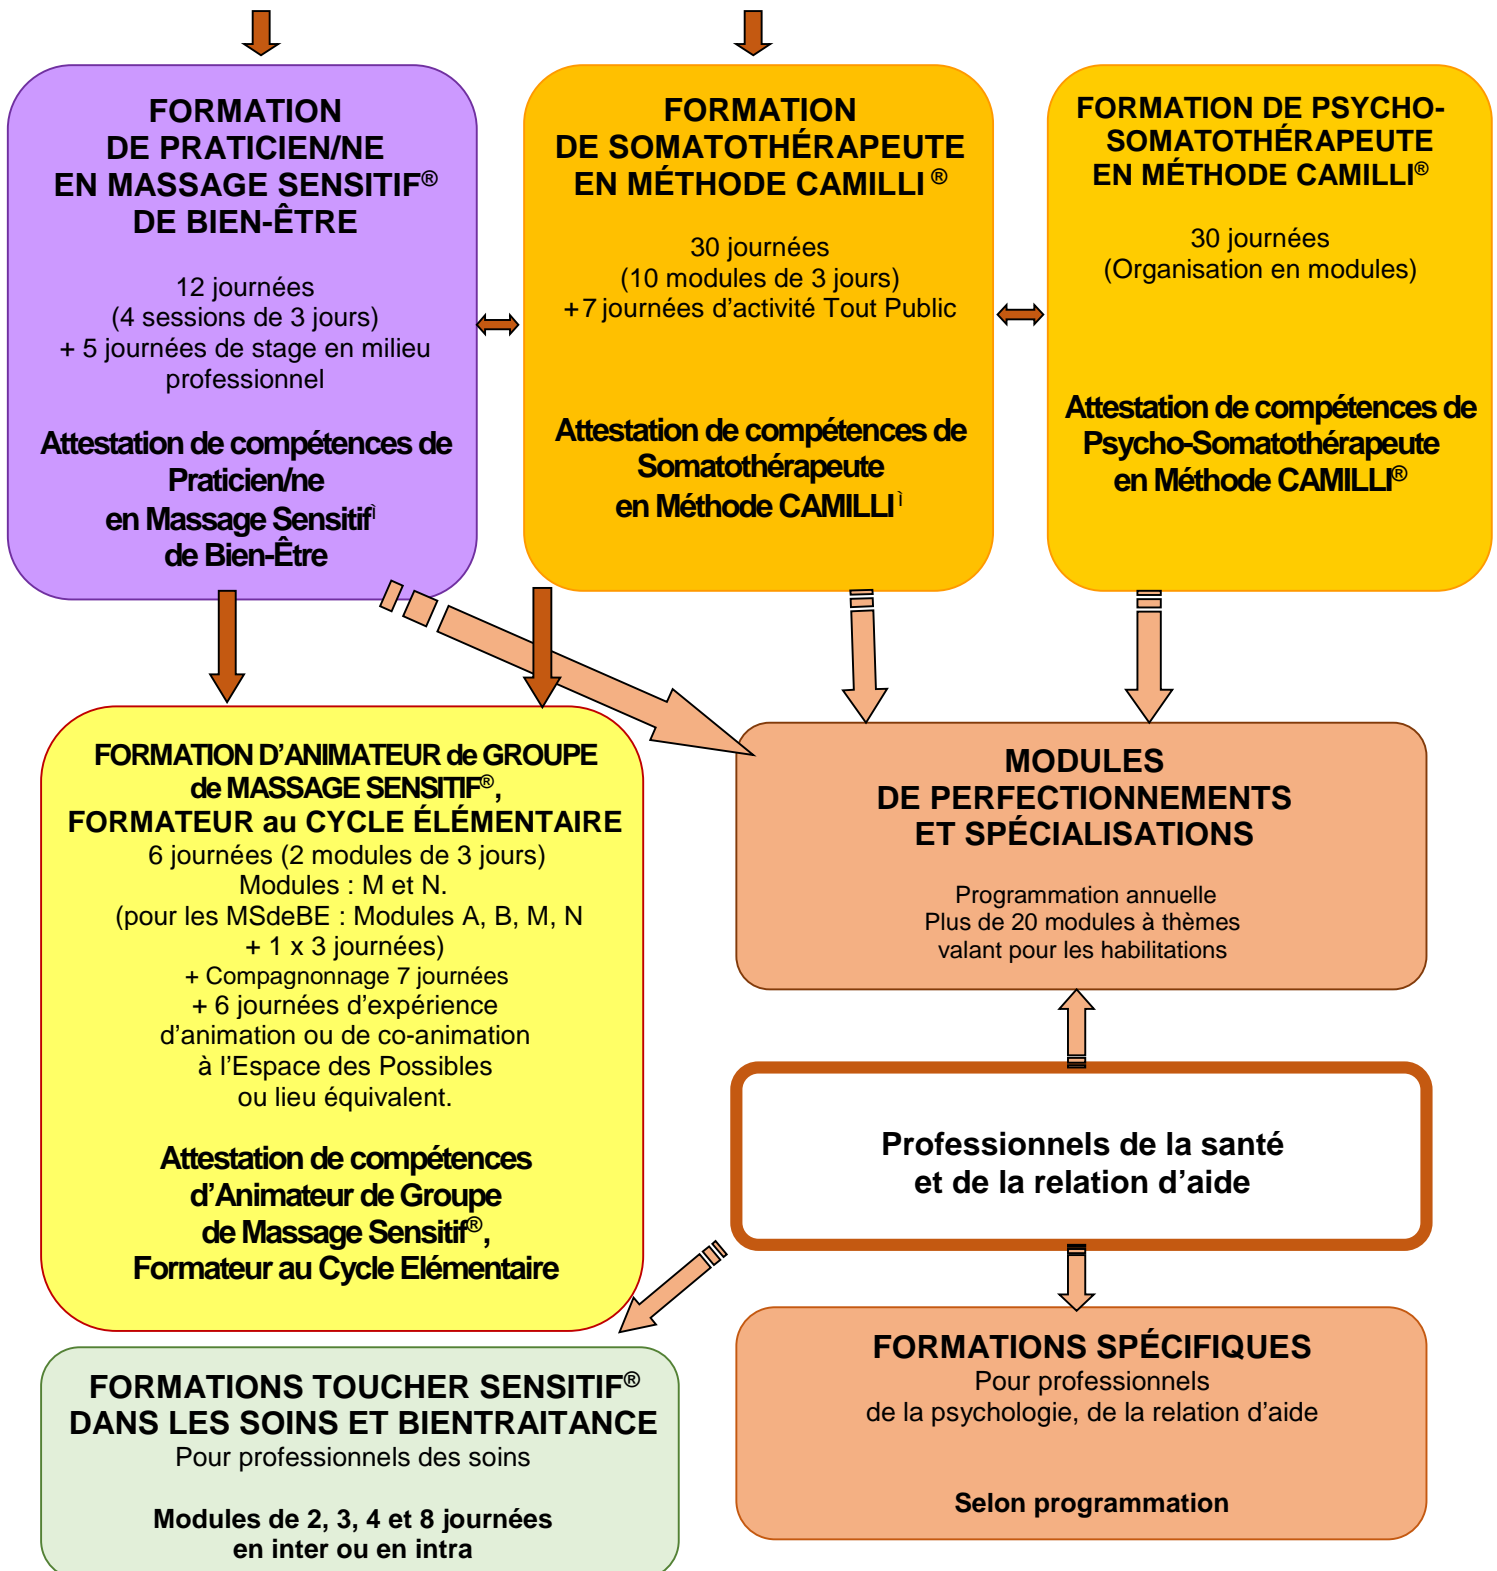 FORMATION
DE PRATICIEN/NE
EN MASSAGE SENSITIF®
DE BIEN-ÊTRE
12 journées
(4 sessions de 3 jours)
+ 5 journées de stage en milieu
professionnel
Attestation de compétences de
Praticien/ne
en Massage Sensitifì
de Bien-Être
FORMATION
DE SOMATOTHÉRAPEUTE
EN MÉTHODE CAMILLI ®
30 journées
(10 modules de 3 jours)
+ 7 journées d’activité Tout Public
Attestation de compétences de
Somatothérapeute
en Méthode CAMILLI ì
FORMATION DE PSYCHO-
SOMATOTHÉRAPEUTE
EN MÉTHODE CAMILLI®
30 journées
(Organisation en modules)
Attestation de compétences de
Psycho-Somatothérapeute
en Méthode CAMILLI®
FORMATION D’ANIMATEUR de GROUPE
de MASSAGE SENSITIF®,
FORMATEUR au CYCLE ÉLÉMENTAIRE
6 journées (2 modules de 3 jours)
Modules : M et N.
(pour les MSdeBE : Modules A, B, M, N
+ 1 x 3 journées)
+ Compagnonnage 7 journées
+ 6 journées d’expérience
d’animation ou de co-animation
à l’Espace des Possibles
ou lieu équivalent.
Attestation de compétences
d’Animateur de Groupe
de Massage Sensitif®,
Formateur au Cycle Elémentaire
MODULES
DE PERFECTIONNEMENTS
ET SPÉCIALISATIONS
Programmation annuelle
Plus de 20 modules à thèmes
valant pour les habilitations
Professionnels de la santé
et de la relation d’aide
FORMATIONS TOUCHER SENSITIF®
DANS LES SOINS ET BIENTRAITANCE
Pour professionnels des soins
Modules de 2, 3, 4 et 8 journées
en inter ou en intra
FORMATIONS SPÉCIFIQUES
Pour professionnels
de la psychologie, de la relation d’aide
Selon programmation